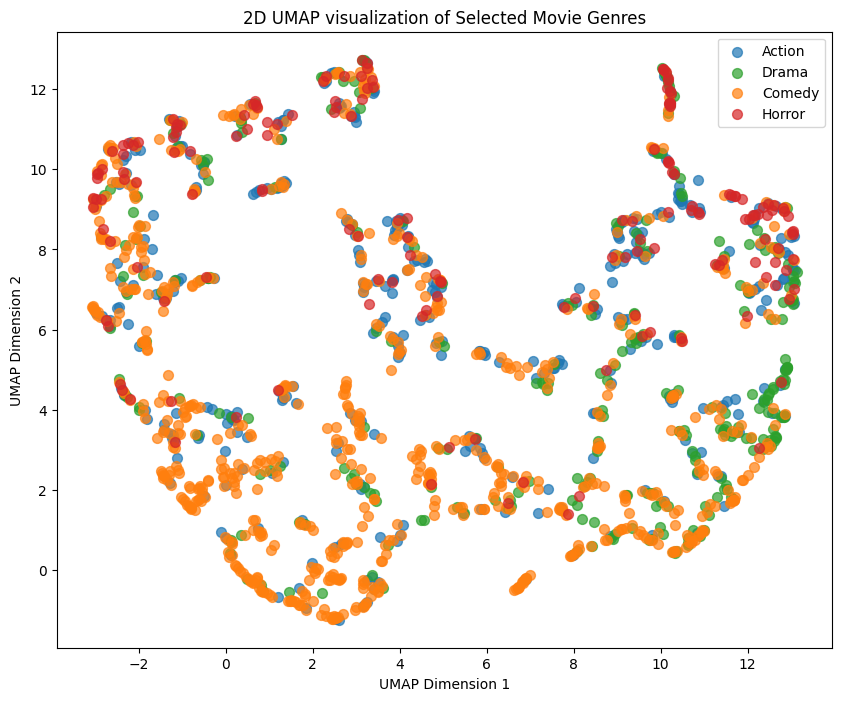 2D UMAP visualization of Selected Movie Genres
Action
Drama
Comedy
Horror
12
10
8
6
4
2
0
UMAP Dimension 2
−2
0
2
4
6
8
10
12
UMAP Dimension 1